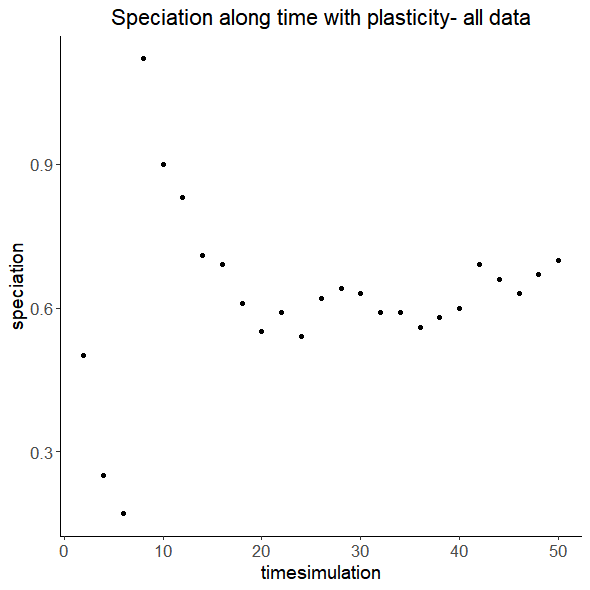 Speciation along time with plasticity- all data
speciation
0.9
0.6
0.3
0 10 20 30 40 50
timesimulation